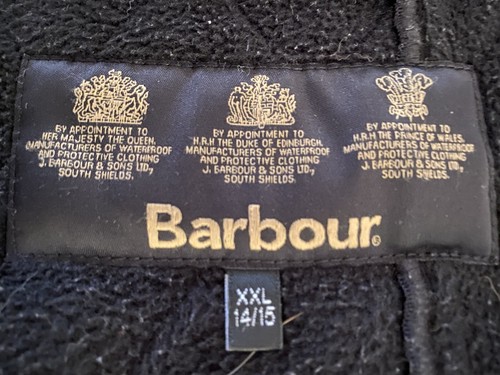 BY APPOINTMENT TO
HER MAJESTY THE QUEEN.
MANUFACTURERS OF WATERPROOF
AND PROTECTIVE CLOTHING
J. BARBOUR & SONS LTD,
SOUTH SHIELDS.
BY APPOINTMENT TO
H.R.H THE DUKE OF EDINBURGH.
MANUFACTURERS OF WATERPROOF
AND PROTECTIVE CLOTHING
J. BARBOUR & SONS LTD,
SOUTH SHIELDS.
BY APPOINTMENT TO
H.R.H. THE PRINCE OF WALES.
MANUFACTURERS OF WATERPROOF
AND PROTECTIVE CLOTHING
J. BARBOUR & SONS LTD,
SOUTH SHIELDS.
Barbour®
XXL
14/15